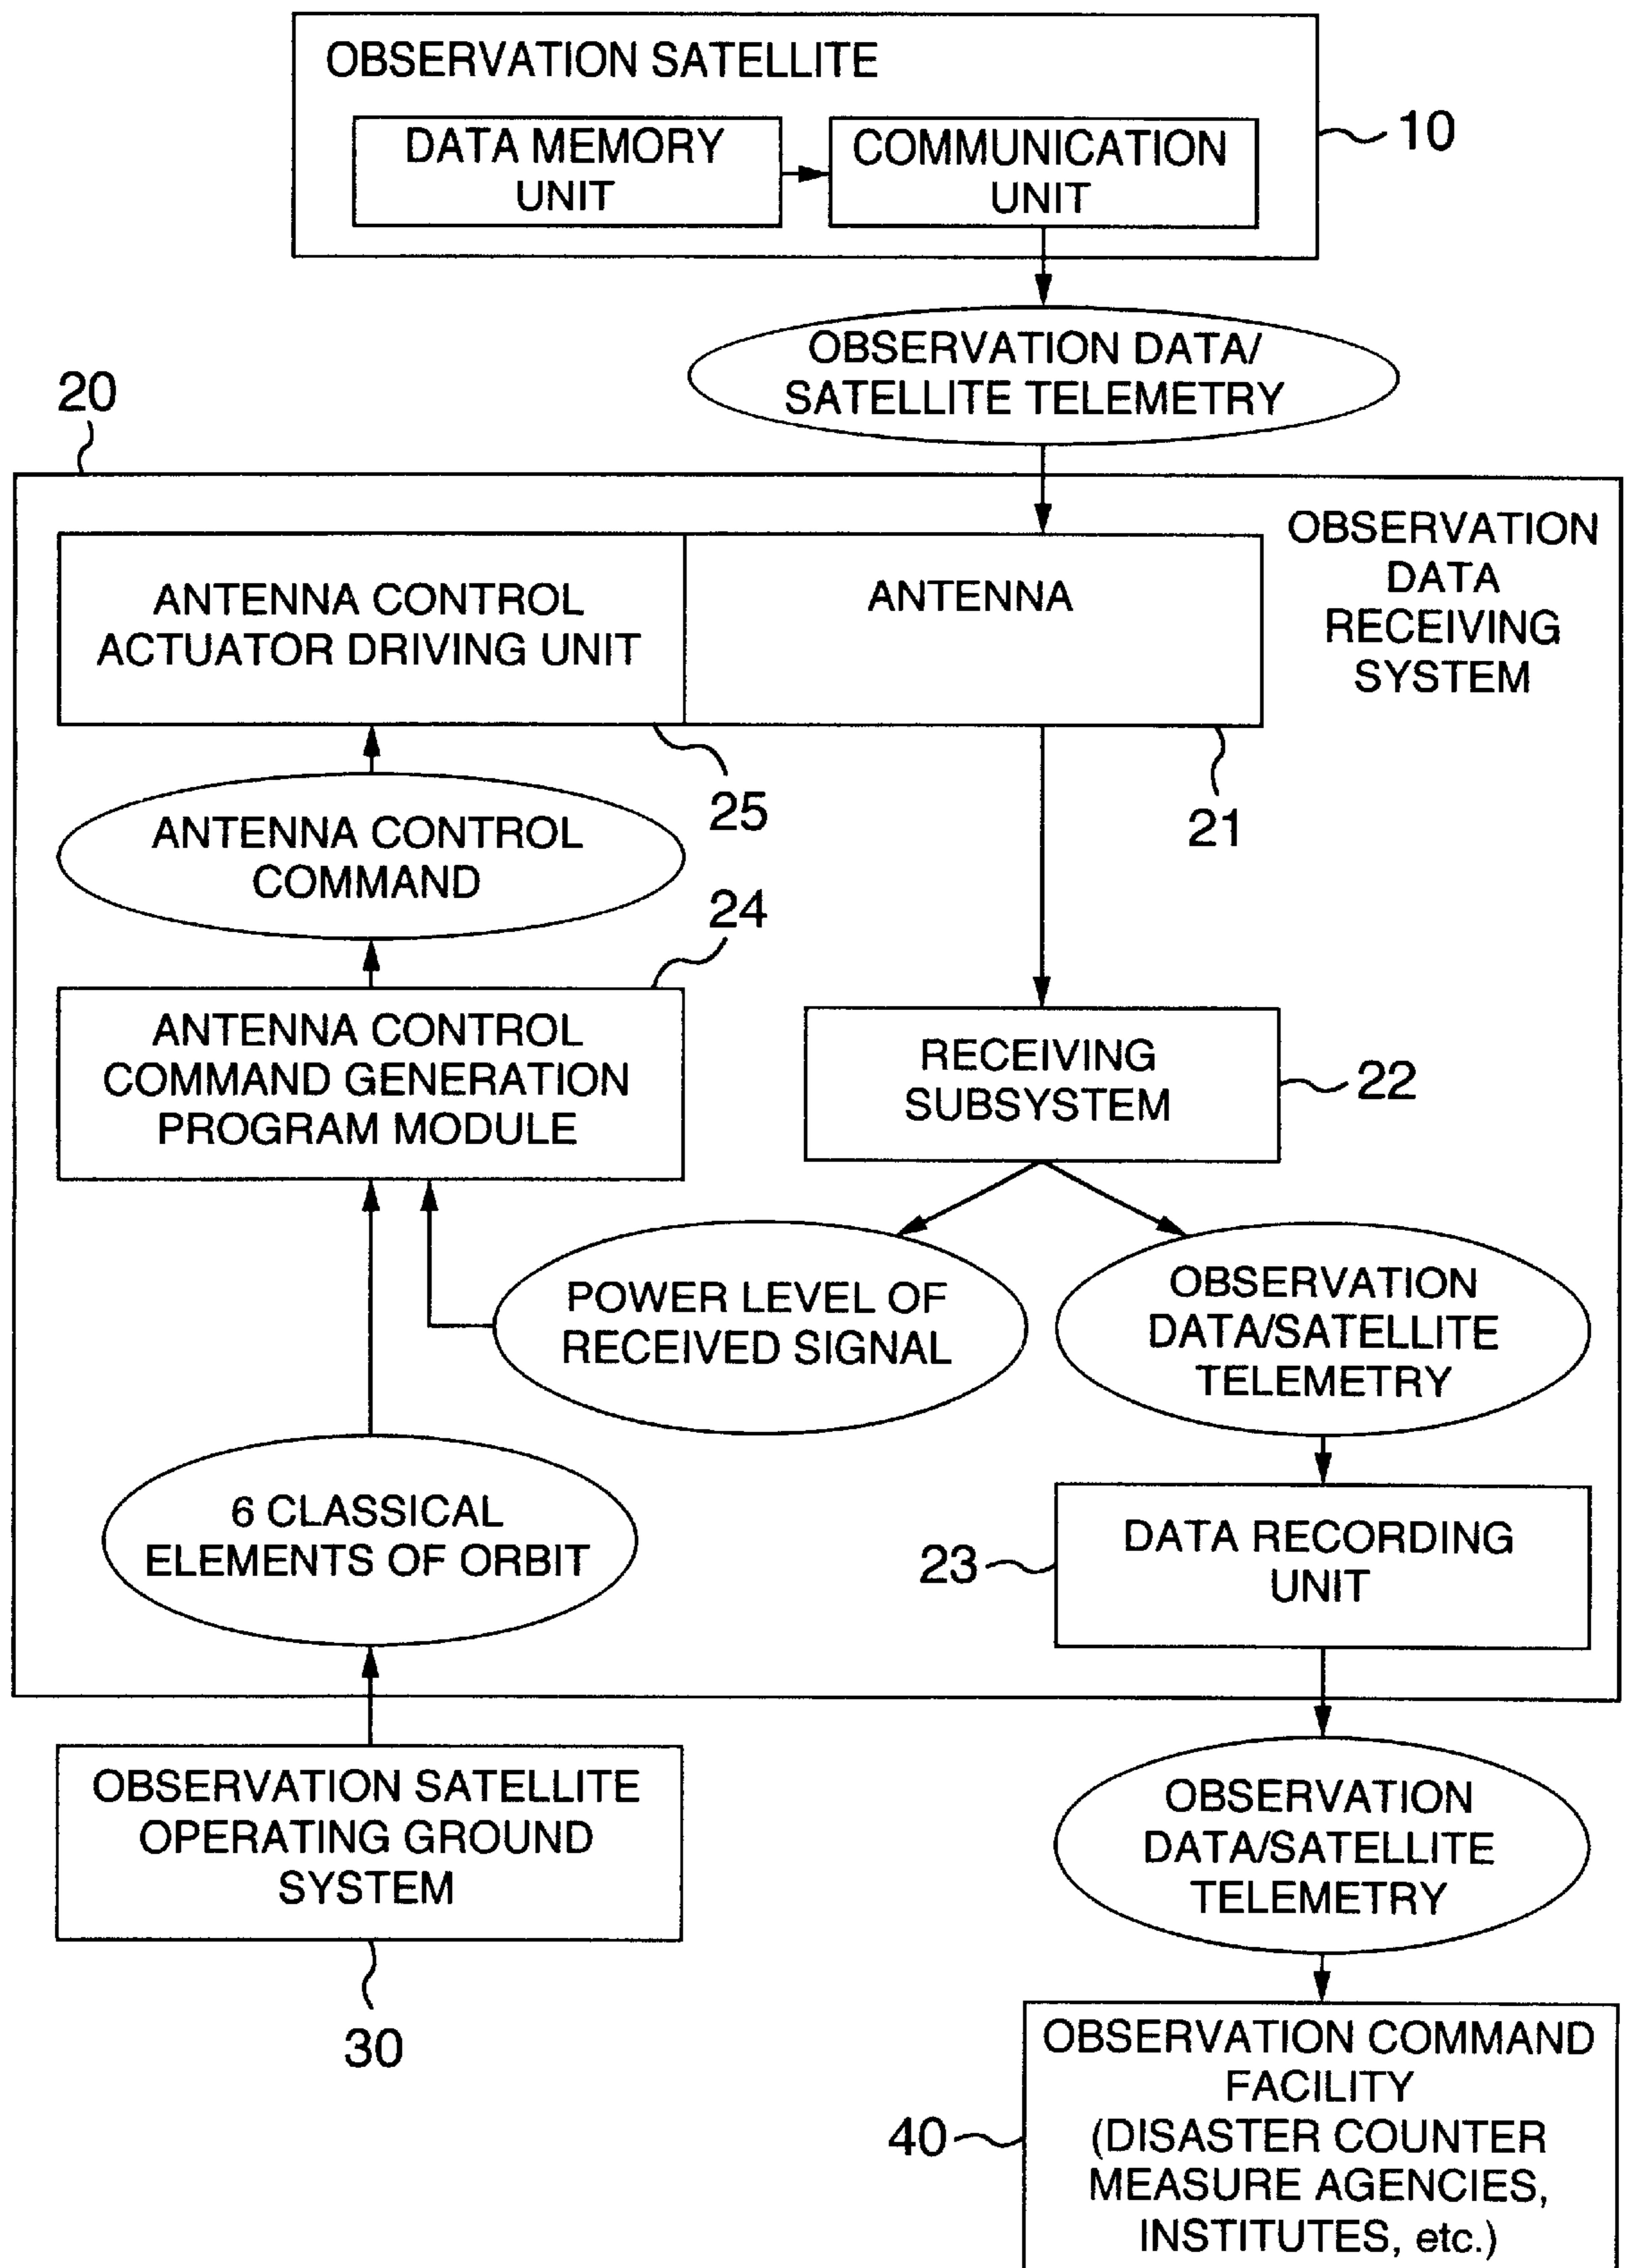 OBSERVATION SATELLITE
DATA MEMORY
UNIT
COMMUNICATION
UNIT
10
OBSERVATION DATA/
SATELLITE TELEMETRY
20
OBSERVATION
DATA
RECEIVING
SYSTEM
ANTENNA CONTROL
ACTUATOR DRIVING UNIT
ANTENNA
25
21
ANTENNA CONTROL
COMMAND
24
ANTENNA CONTROL
COMMAND GENERATION
PROGRAM MODULE
RECEIVING
SUBSYSTEM
22
POWER LEVEL OF
RECEIVED SIGNAL
OBSERVATION
DATA/SATELLITE
TELEMETRY
6 CLASSICAL
ELEMENTS OF ORBIT
23
DATA RECORDING
UNIT
OBSERVATION SATELLITE
OPERATING GROUND
SYSTEM
30
OBSERVATION
DATA/SATELLITE
TELEMETRY
40
OBSERVATION COMMAND
FACILITY
(DISASTER COUNTER
MEASURE AGENCIES,
INSTITUTES, etc.)